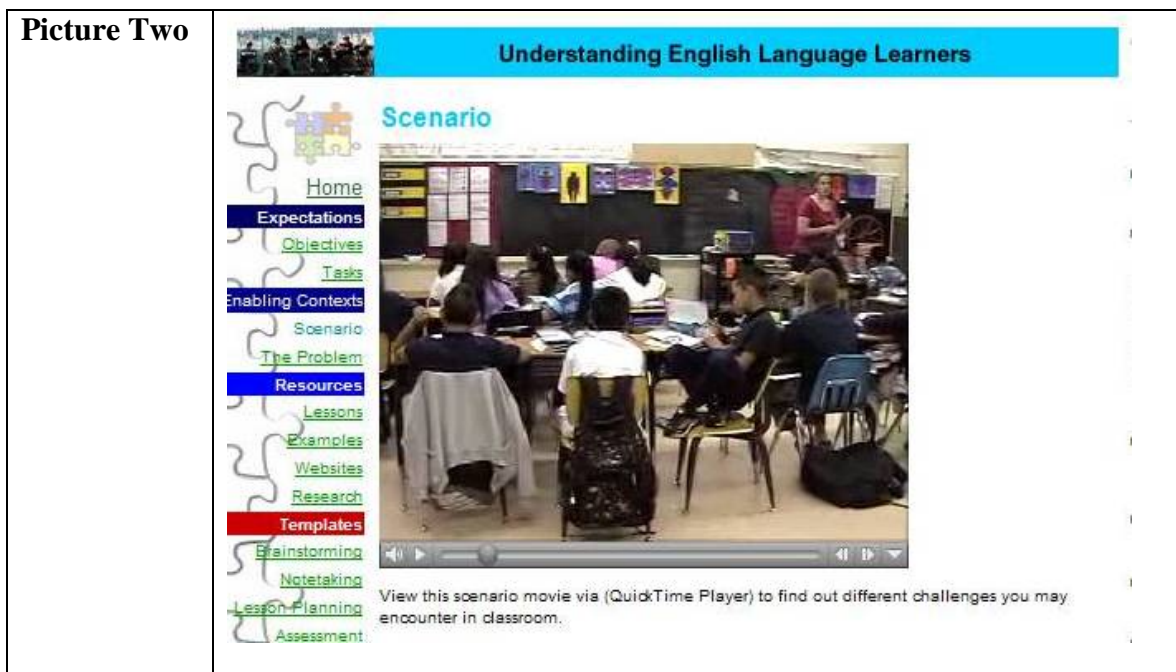 Picture Two
Understanding English Language Learners
Scenario
Home
Expectations
Objectives
Tasks
Enabling Contexts
Scenario
The Problem
Resources
Lessons
Examples
Websites
Research
Templates
Brainstorming
Notetaking
Lesson Planning
Assessment
View this scenario movie via (QuickTime Player) to find out different challenges you may
encounter in classroom.